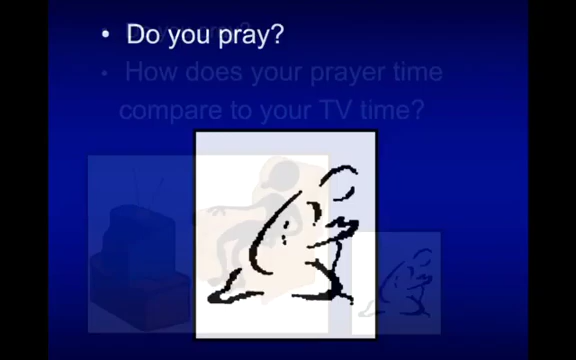 • Do you pray?
• How does your prayer time
compare to your TV time?